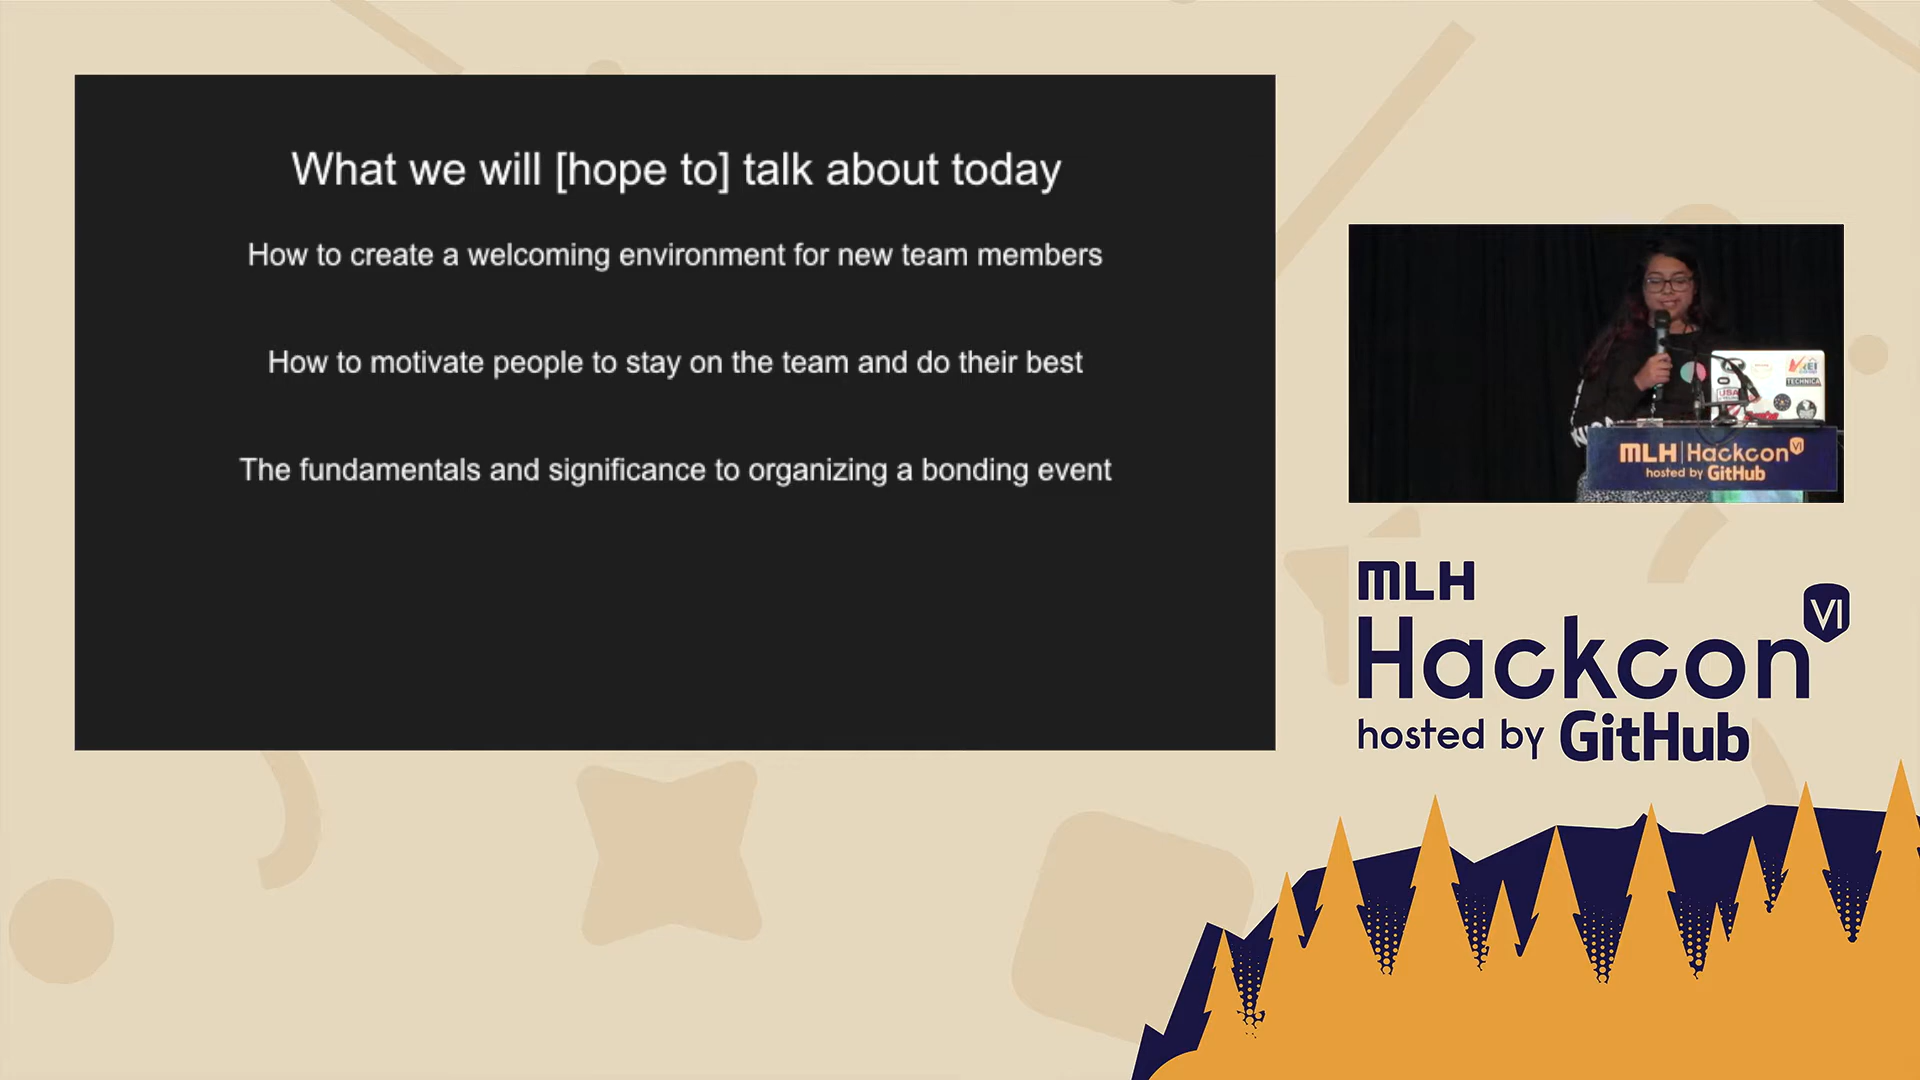 What we will [hope to] talk about today
How to create a welcoming environment for new team members
How to motivate people to stay on the team and do their best
The fundamentals and significance to organizing a bonding event
TECHNICA
USA
MLH | Hackcon VI
hosted by GitHub
MLH
Hackcon VI
hosted by GitHub